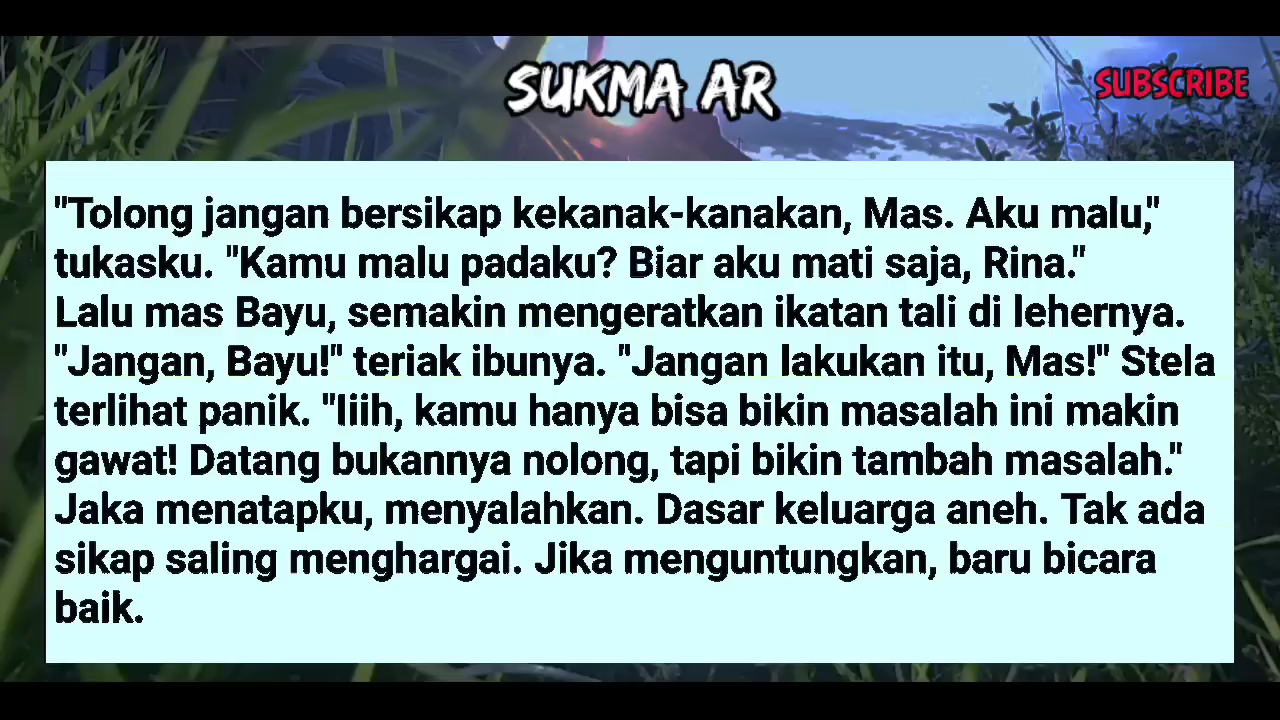 SUKMA AR
SUBSCRIBE
"Tolong jangan bersikap kekanak-kanakan, Mas. Aku malu,"
tukasku. "Kamu malu padaku? Biar aku mati saja, Rina."
Lalu mas Bayu, semakin mengeratkan ikatan tali di lehernya.
"Jangan, Bayu!" teriak ibunya. "Jangan lakukan itu, Mas!" Stela
terlihat panik. "Iiih, kamu hanya bisa bikin masalah ini makin
gawat! Datang bukannya nolong, tapi bikin tambah masalah."
Jaka menatapku, menyalahkan. Dasar keluarga aneh. Tak ada
sikap saling menghargai. Jika menguntungkan, baru bicara
baik.